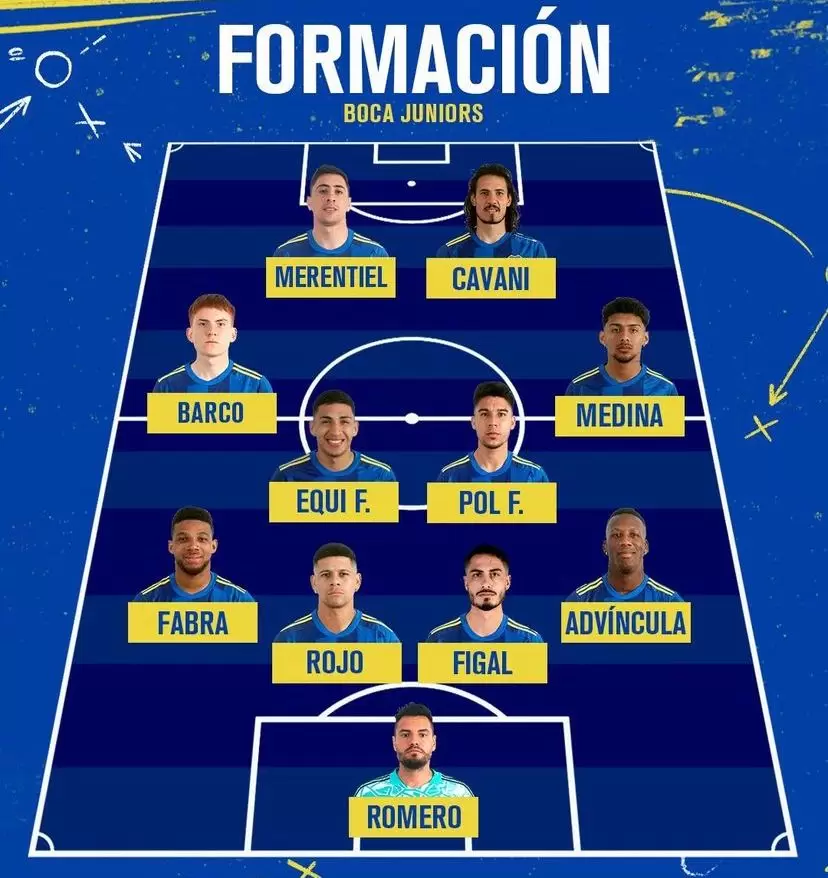 FORMACIÓN
BOCA JUNIORS
MERENTIEL
CAVANI
BARCO
MEDINA
EQUI F.
POL F.
FABRA
ROJO
FIGAL
ADVÍNCULA
ROMERO